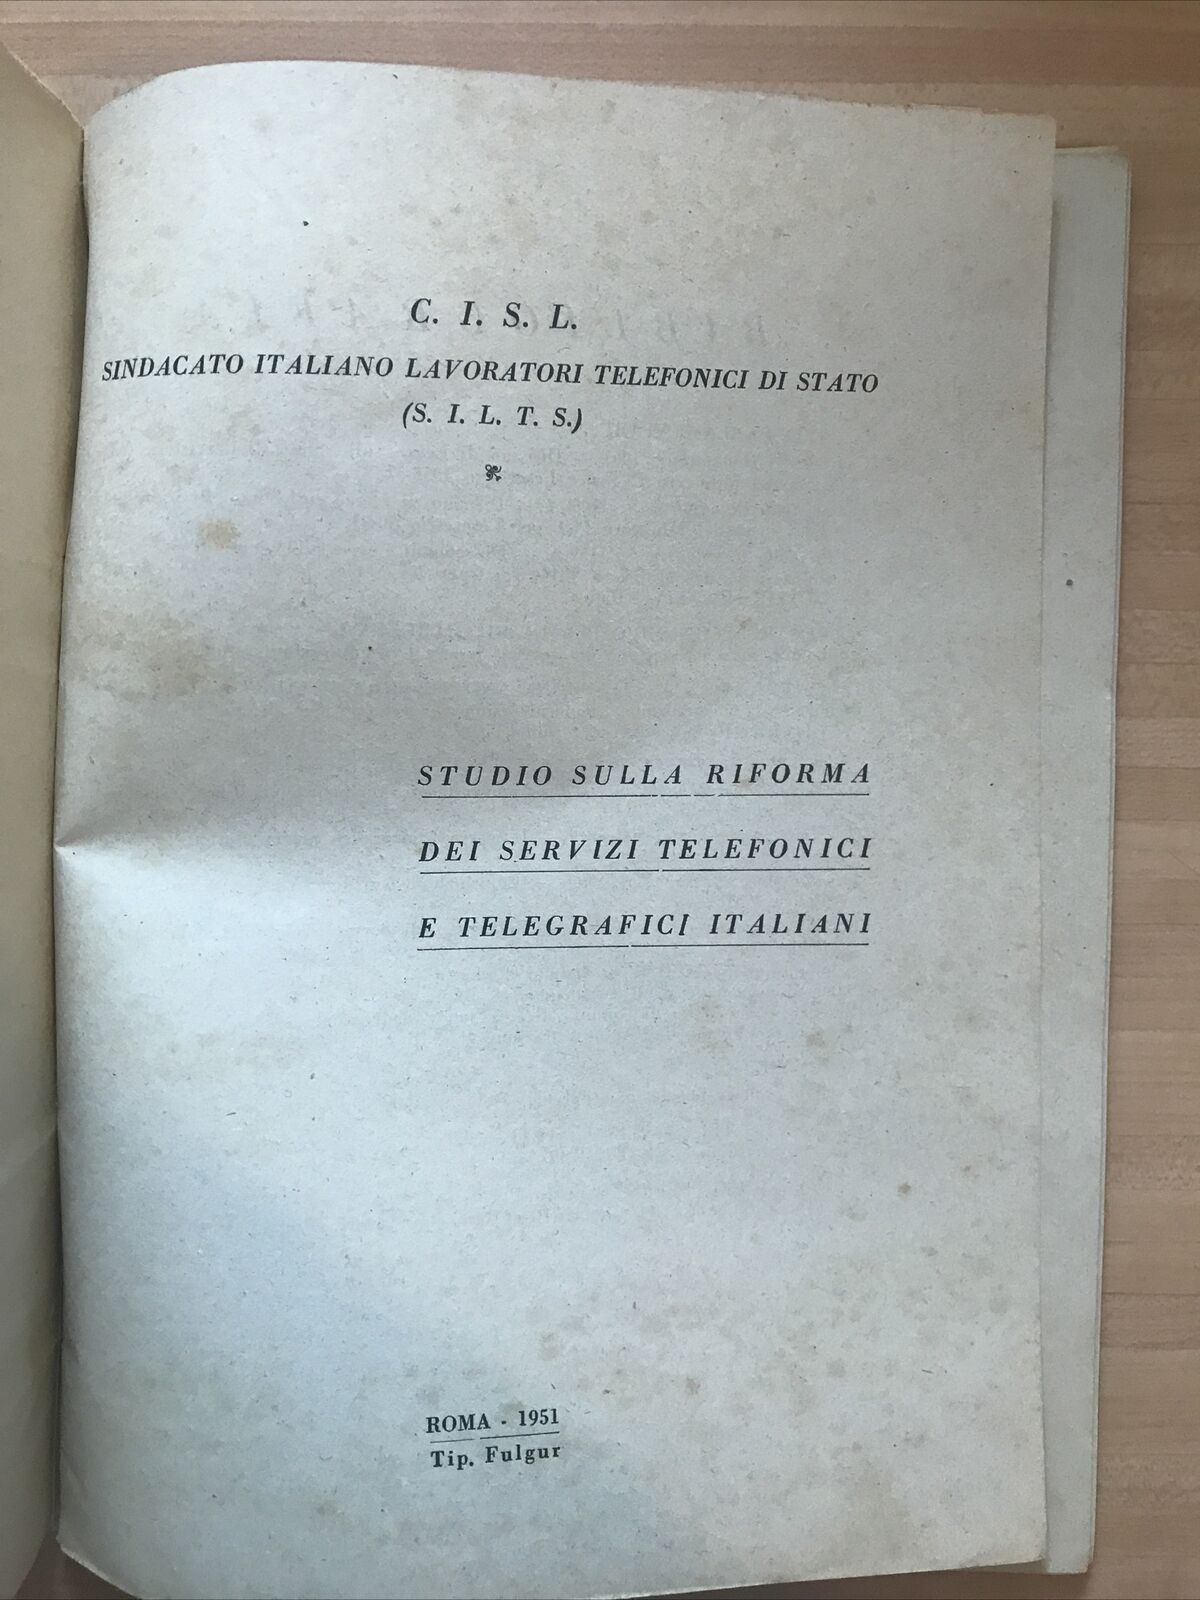 C. I. S. L.
SINDACATO ITALIANO LAVORATORI TELEFONICI DI STATO
(S. I. L. T. S.)
STUDIO SULLA RIFORMA
DEI SERVIZI TELEFONICI
E TELEGRAFICI ITALIANI
ROMA - 1951
Tip. Fulgur